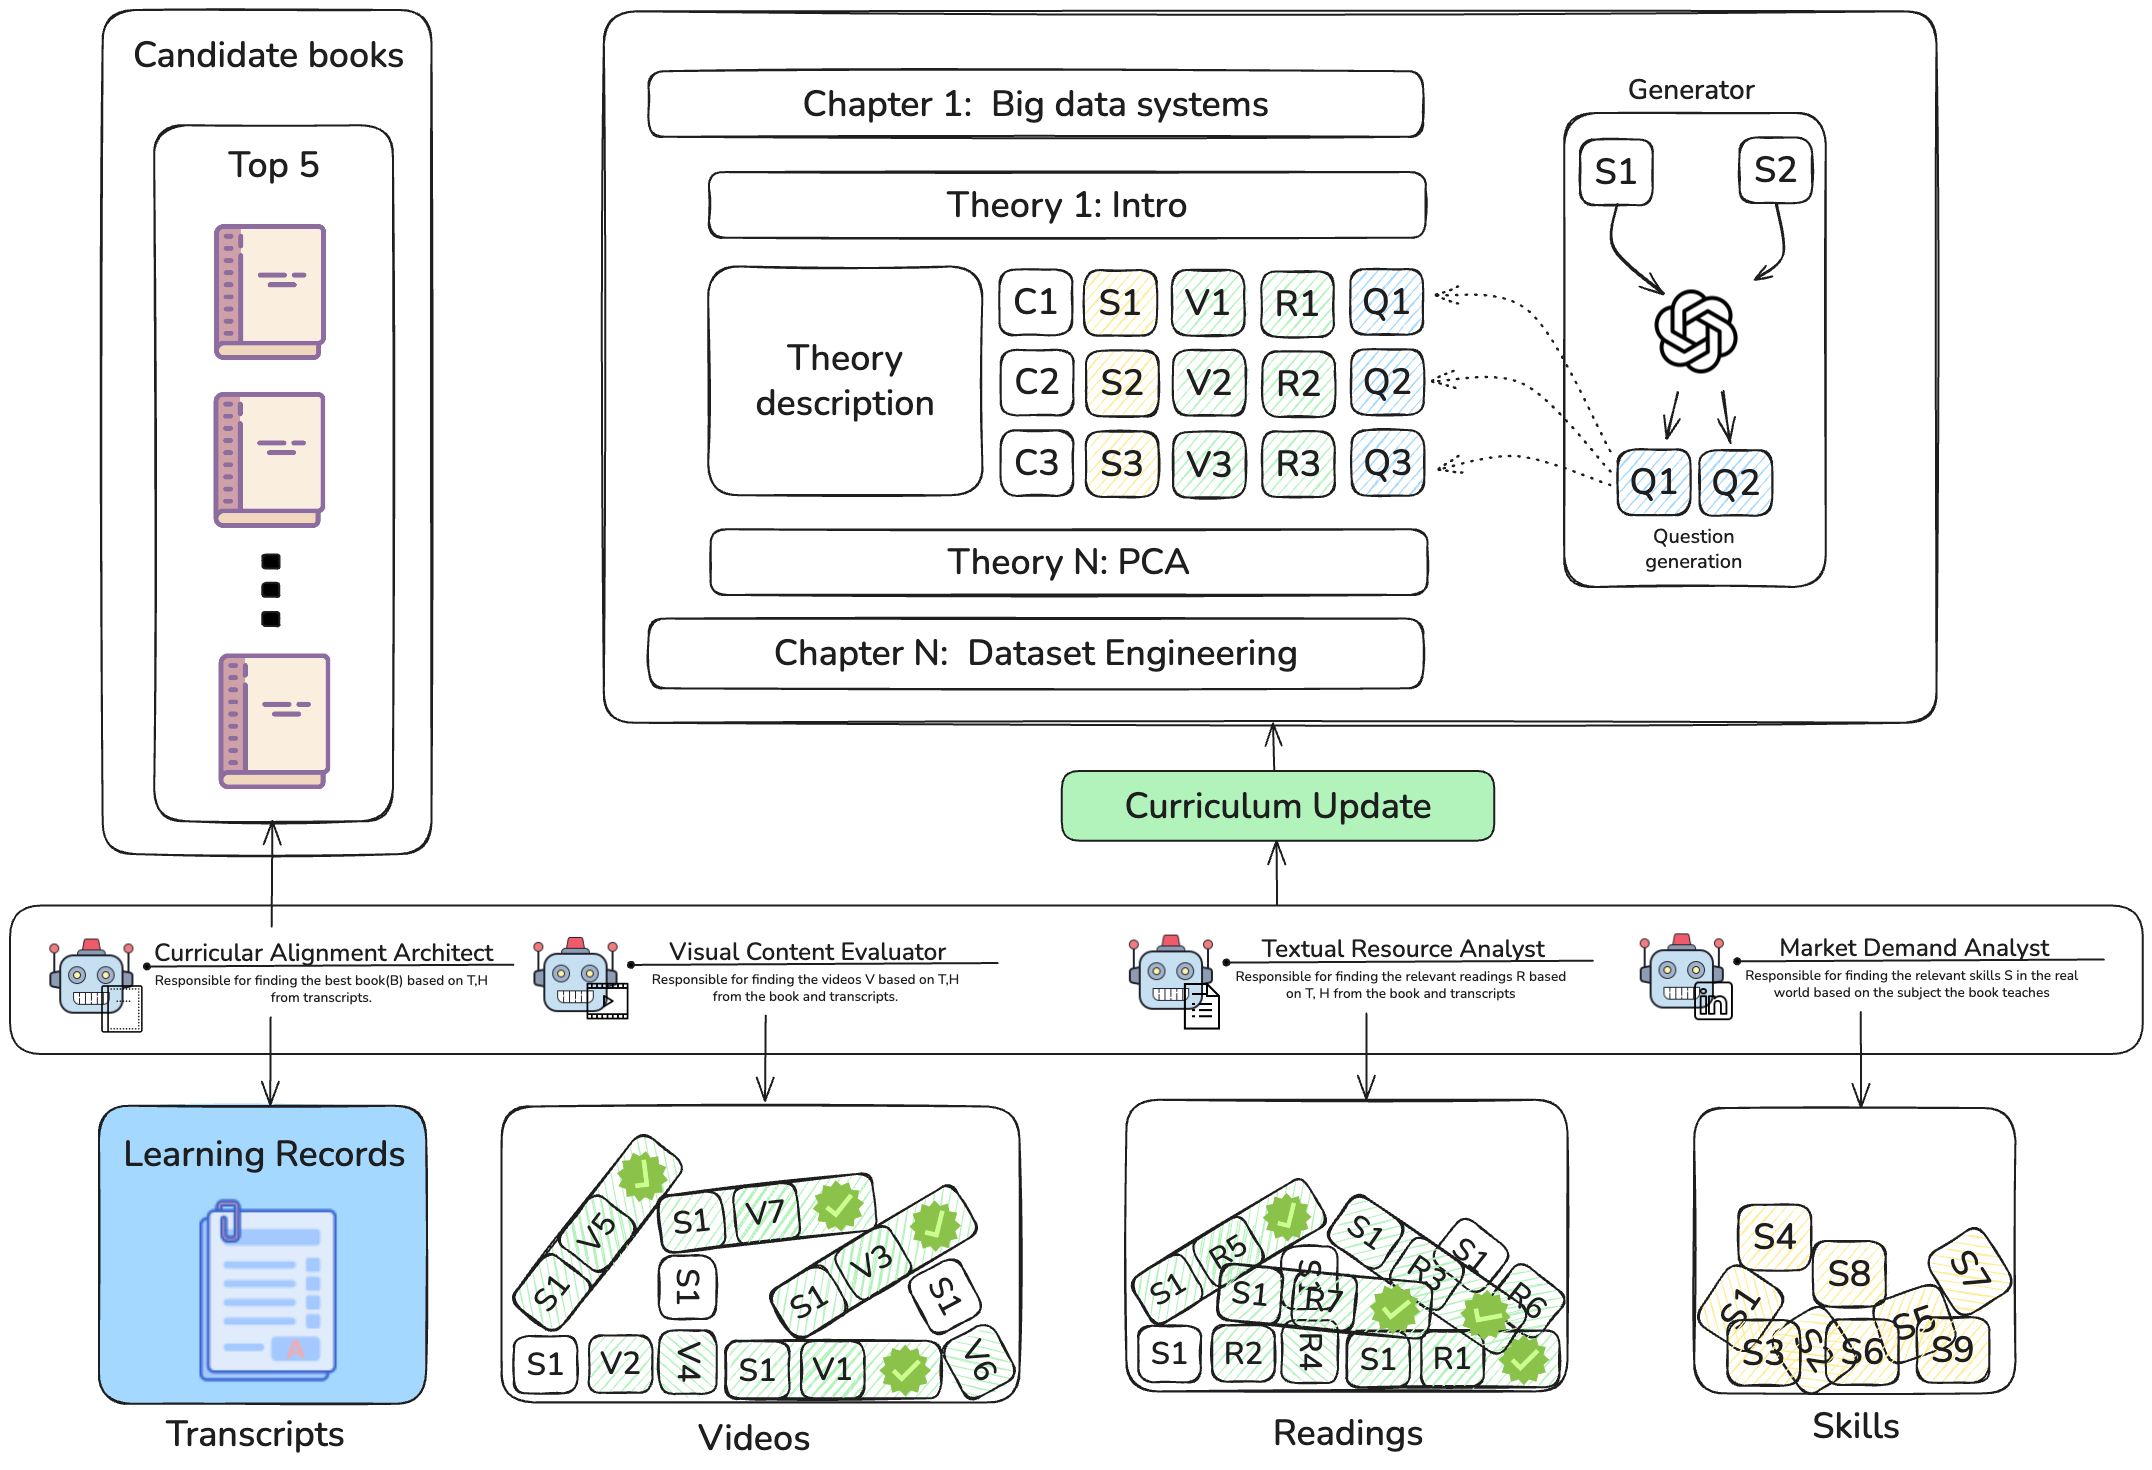 Candidate books
Top 5
Chapter 1: Big data systems
Theory 1: Intro
Theory
description
C1 S1 V1 R1 Q1
C2 S2 V2 R2 Q2
C3 S3 V3 R3 Q3
Theory N: PCA
Chapter N: Dataset Engineering
Generator
S1 S2
Q1 Q2
Question
generation
Curriculum Update
Curricular Alignment Architect
Responsible for finding the best book(B) based on T,H
from transcripts.
Visual Content Evaluator
Responsible for finding the videos V based on T,H
from the book and transcripts.
Textual Resource Analyst
Responsible for finding the relevant readings R based
on T, H from the book and transcripts
Market Demand Analyst
Responsible for finding the relevant skills S in the real
world based on the subject the book teaches
in
Learning Records
A
Transcripts
S1 V5
S1 V7
S1 V3
S1
S1
S1 V2 V4 S1 V1 V6
Videos
S1 R5
S1 R3
S1
S1
S1 R7
R6
S1 R2 R4 S1 R1
Readings
S4
S8
S7
S1
S5
S3 S2 S6 S9
Skills